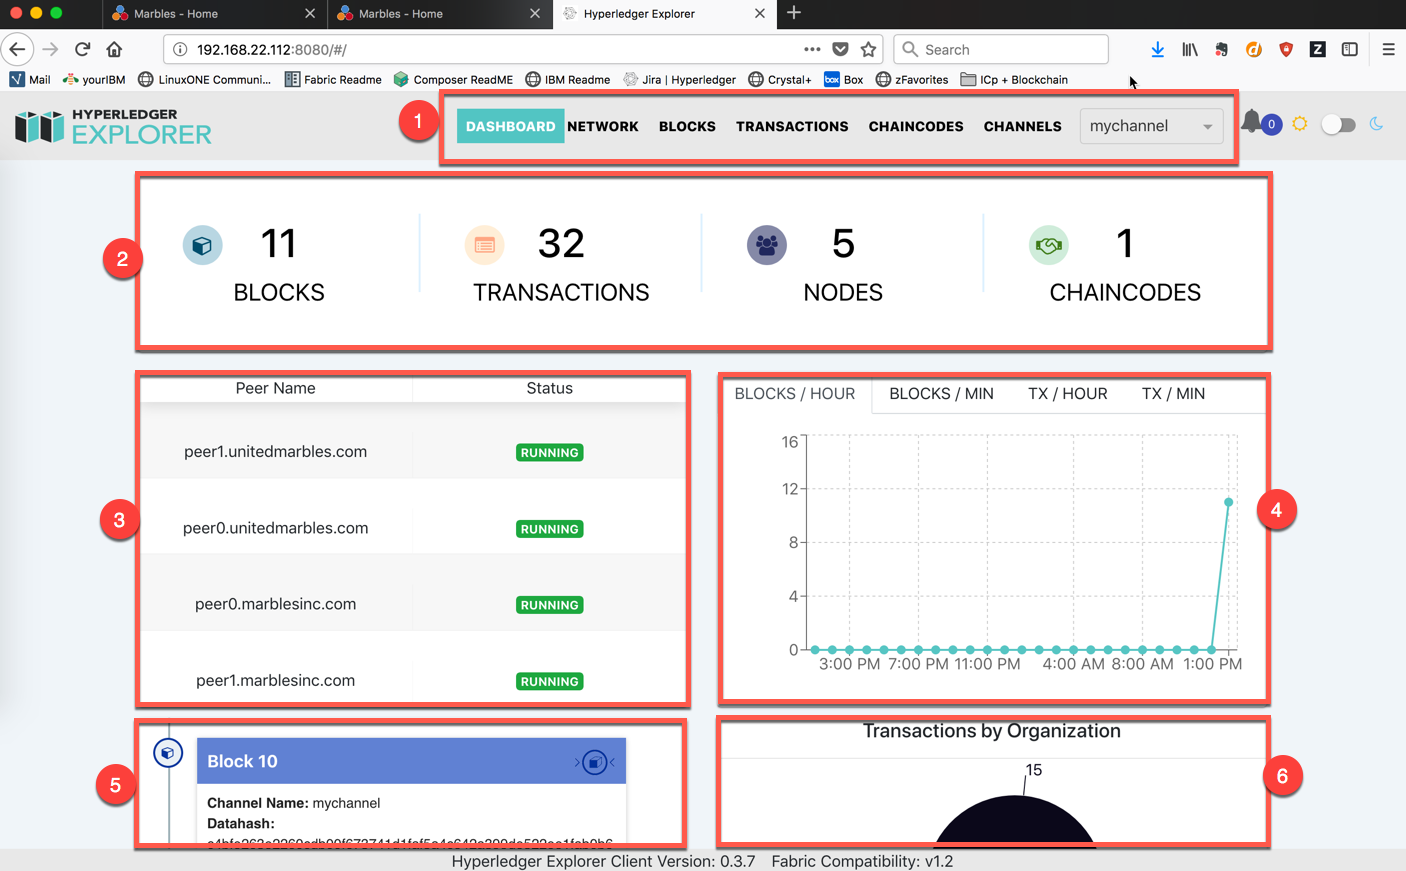 Marbles - Home
Marbles - Home
Hyperledger Explorer
192.168.22.112:8080/#/
Search
Mail
yourIBM
LinuxONE Communi...
Fabric Readme
Composer ReadME
IBM Readme
Jira | Hyperledger
Crystal+
box
Box
zFavorites
ICp + Blockchain
HYPERLEDGER
EXPLORER
1
DASHBOARD
NETWORK
BLOCKS
TRANSACTIONS
CHAINCODES
CHANNELS
mychannel
0
2
11
BLOCKS
32
TRANSACTIONS
5
NODES
1
CHAINCODES
3
Peer Name Status
peer1.unitedmarbles.com RUNNING
peer0.unitedmarbles.com RUNNING
peer0.marblesinc.com RUNNING
peer1.marblesinc.com RUNNING
4
BLOCKS / HOUR BLOCKS / MIN TX / HOUR TX / MIN
16
12
8
4
0
3:00 PM 7:00 PM 11:00 PM 4:00 AM 8:00 AM 1:00 PM
5
Block 10
Channel Name: mychannel
Datahash:
6
Transactions by Organization
15
Hyperledger Explorer Client Version: 0.3.7 Fabric Compatibility: v1.2